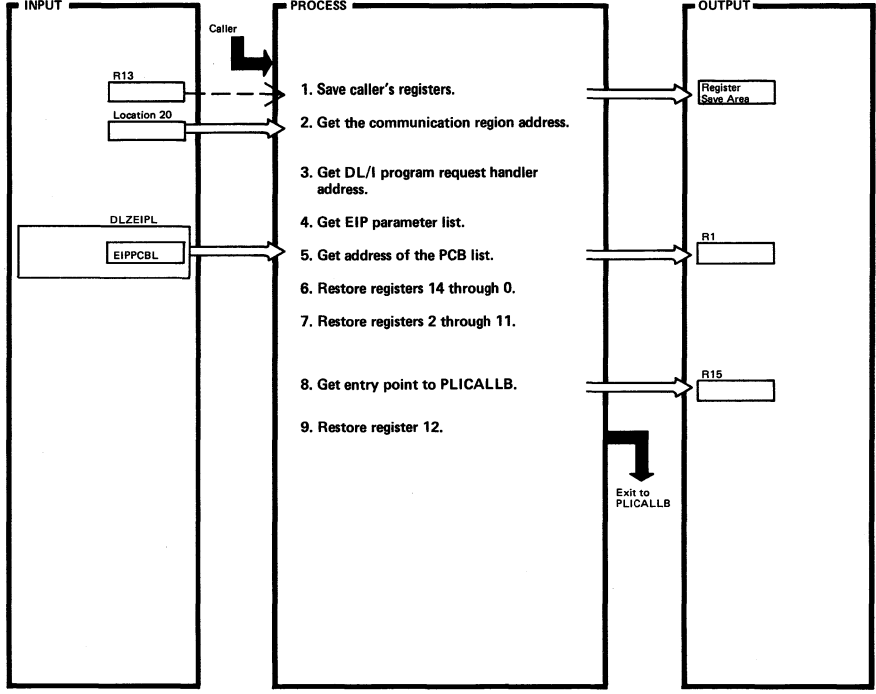 INPUT
PROCESS
OUTPUT
Caller
R13
1. Save caller's registers.
Register
Save Area
Location 20
2. Get the communication region address.
3. Get DL/I program request handler
address.
DLZEIPL
4. Get EIP parameter list.
EIPPCBL
5. Get address of the PCB list.
R1
6. Restore registers 14 through 0.
7. Restore registers 2 through 11.
8. Get entry point to PLICALLB.
R15
9. Restore register 12.
Exit to
PLICALLB